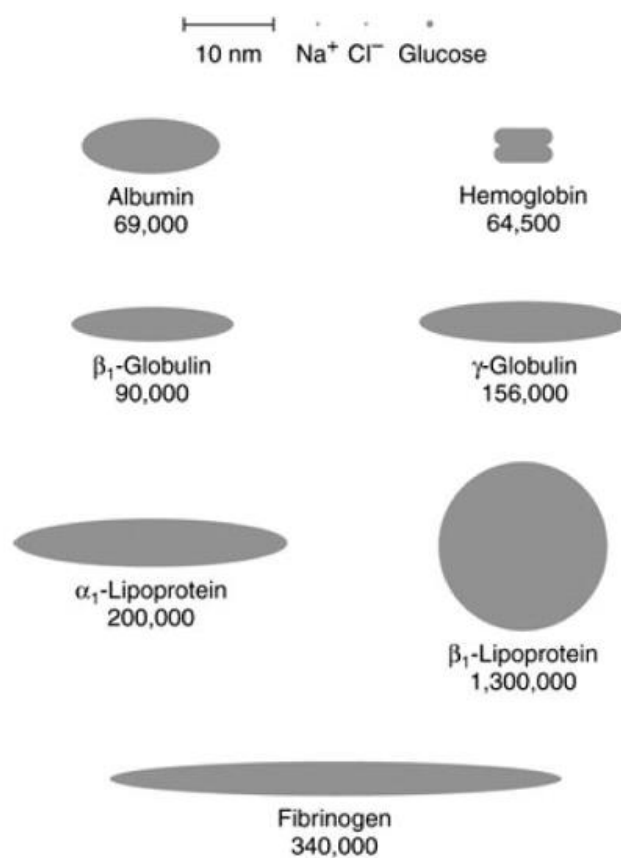 10 nm Na⁺ Cl⁻ Glucose
Albumin
69,000
Hemoglobin
64,500
β₁-Globulin
90,000
γ-Globulin
156,000
α₁-Lipoprotein
200,000
β₁-Lipoprotein
1,300,000
Fibrinogen
340,000